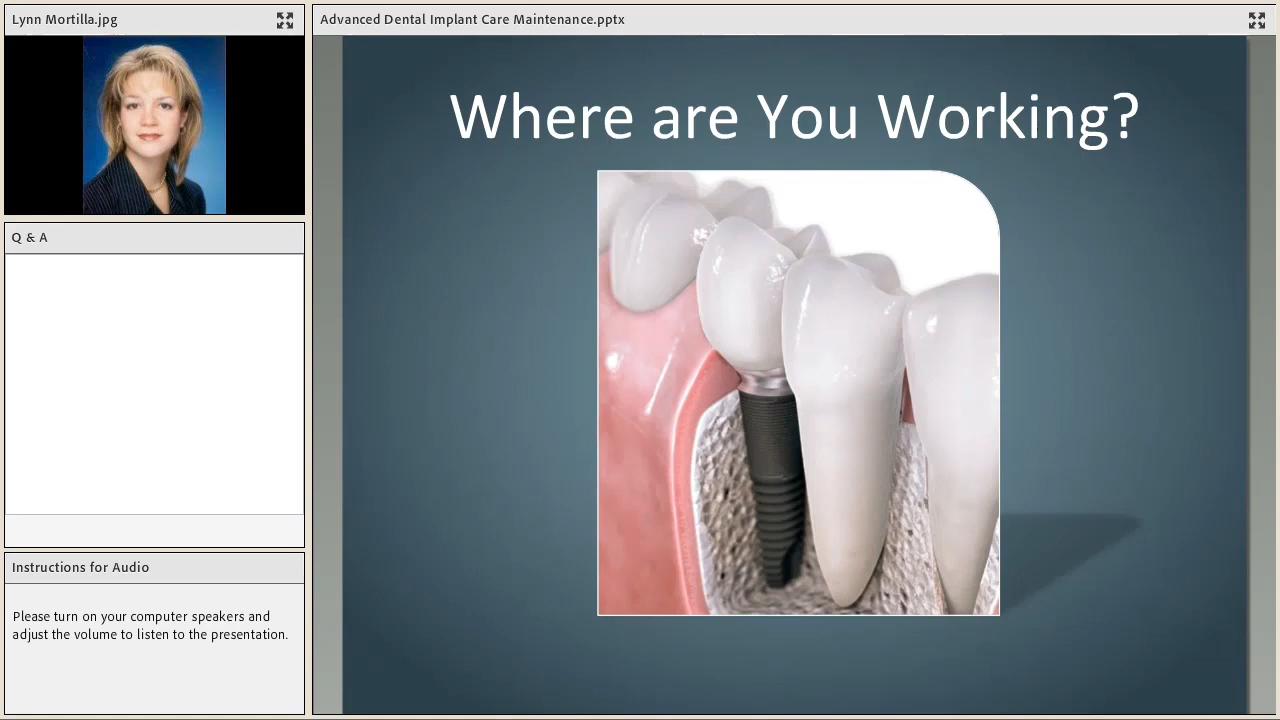 Lynn Mortilla.jpg
Advanced Dental Implant Care Maintenance.pptx
Where are You Working?
Q & A
Instructions for Audio
Please turn on your computer speakers and
adjust the volume to listen to the presentation.